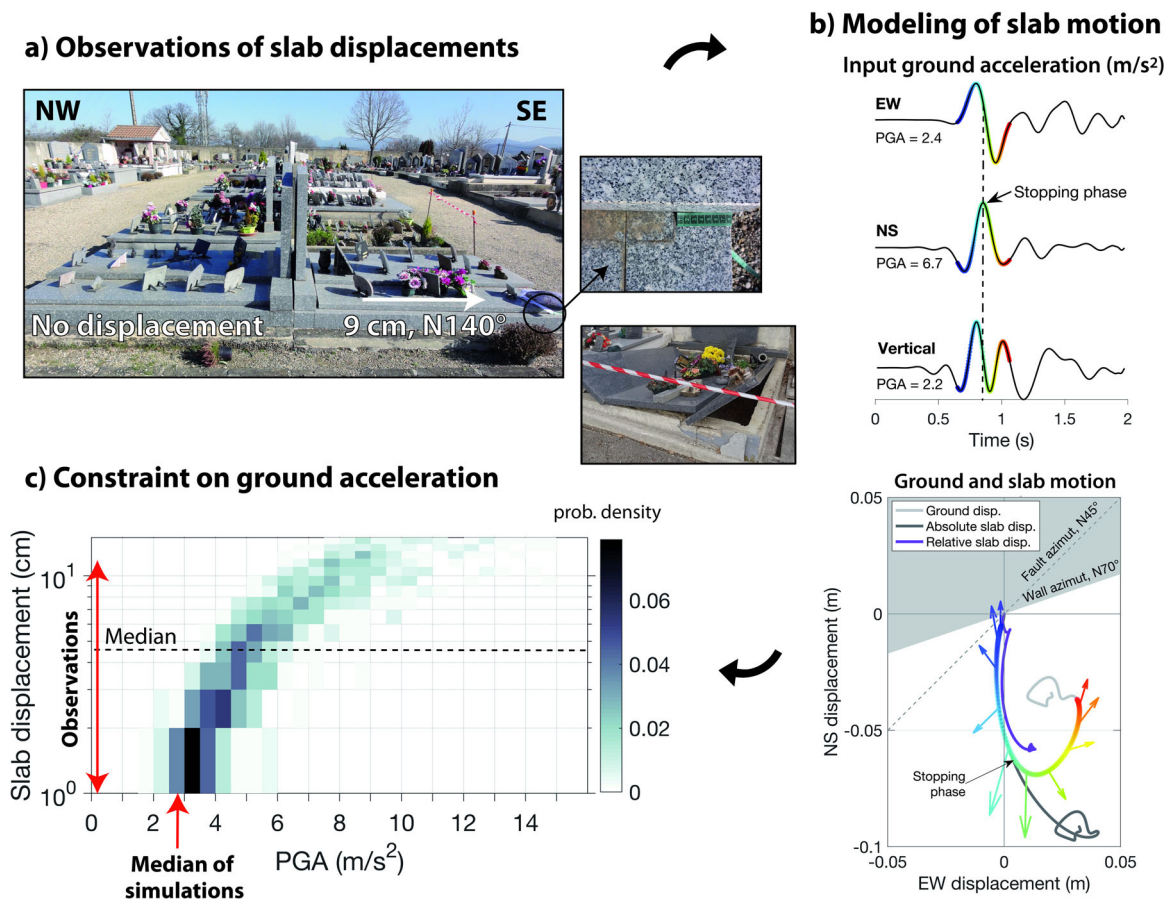 a) Observations of slab displacements
NW
SE
No displacement
9 cm, N140°
b) Modeling of slab motion
Input ground acceleration (m/s²)
EW
PGA = 2.4
Stopping phase
NS
PGA = 6.7
Vertical
PGA = 2.2
0
0.5
1
1.5
2
Time (s)
c) Constraint on ground acceleration
prob. density
Slab displacement (cm)
Observations
10¹
Median
10⁰
0.06
0.04
0.02
0
0
2
4
6
8
10
12
14
PGA (m/s²)
Median of
simulations
Ground and slab motion
Ground disp.
Absolute slab disp.
Relative slab disp.
Fault azimut, N45°
Wall azimut, N70°
NS displacement (m)
0.05
0
-0.05
-0.1
Stopping
phase
-0.05
0
0.05
EW displacement (m)